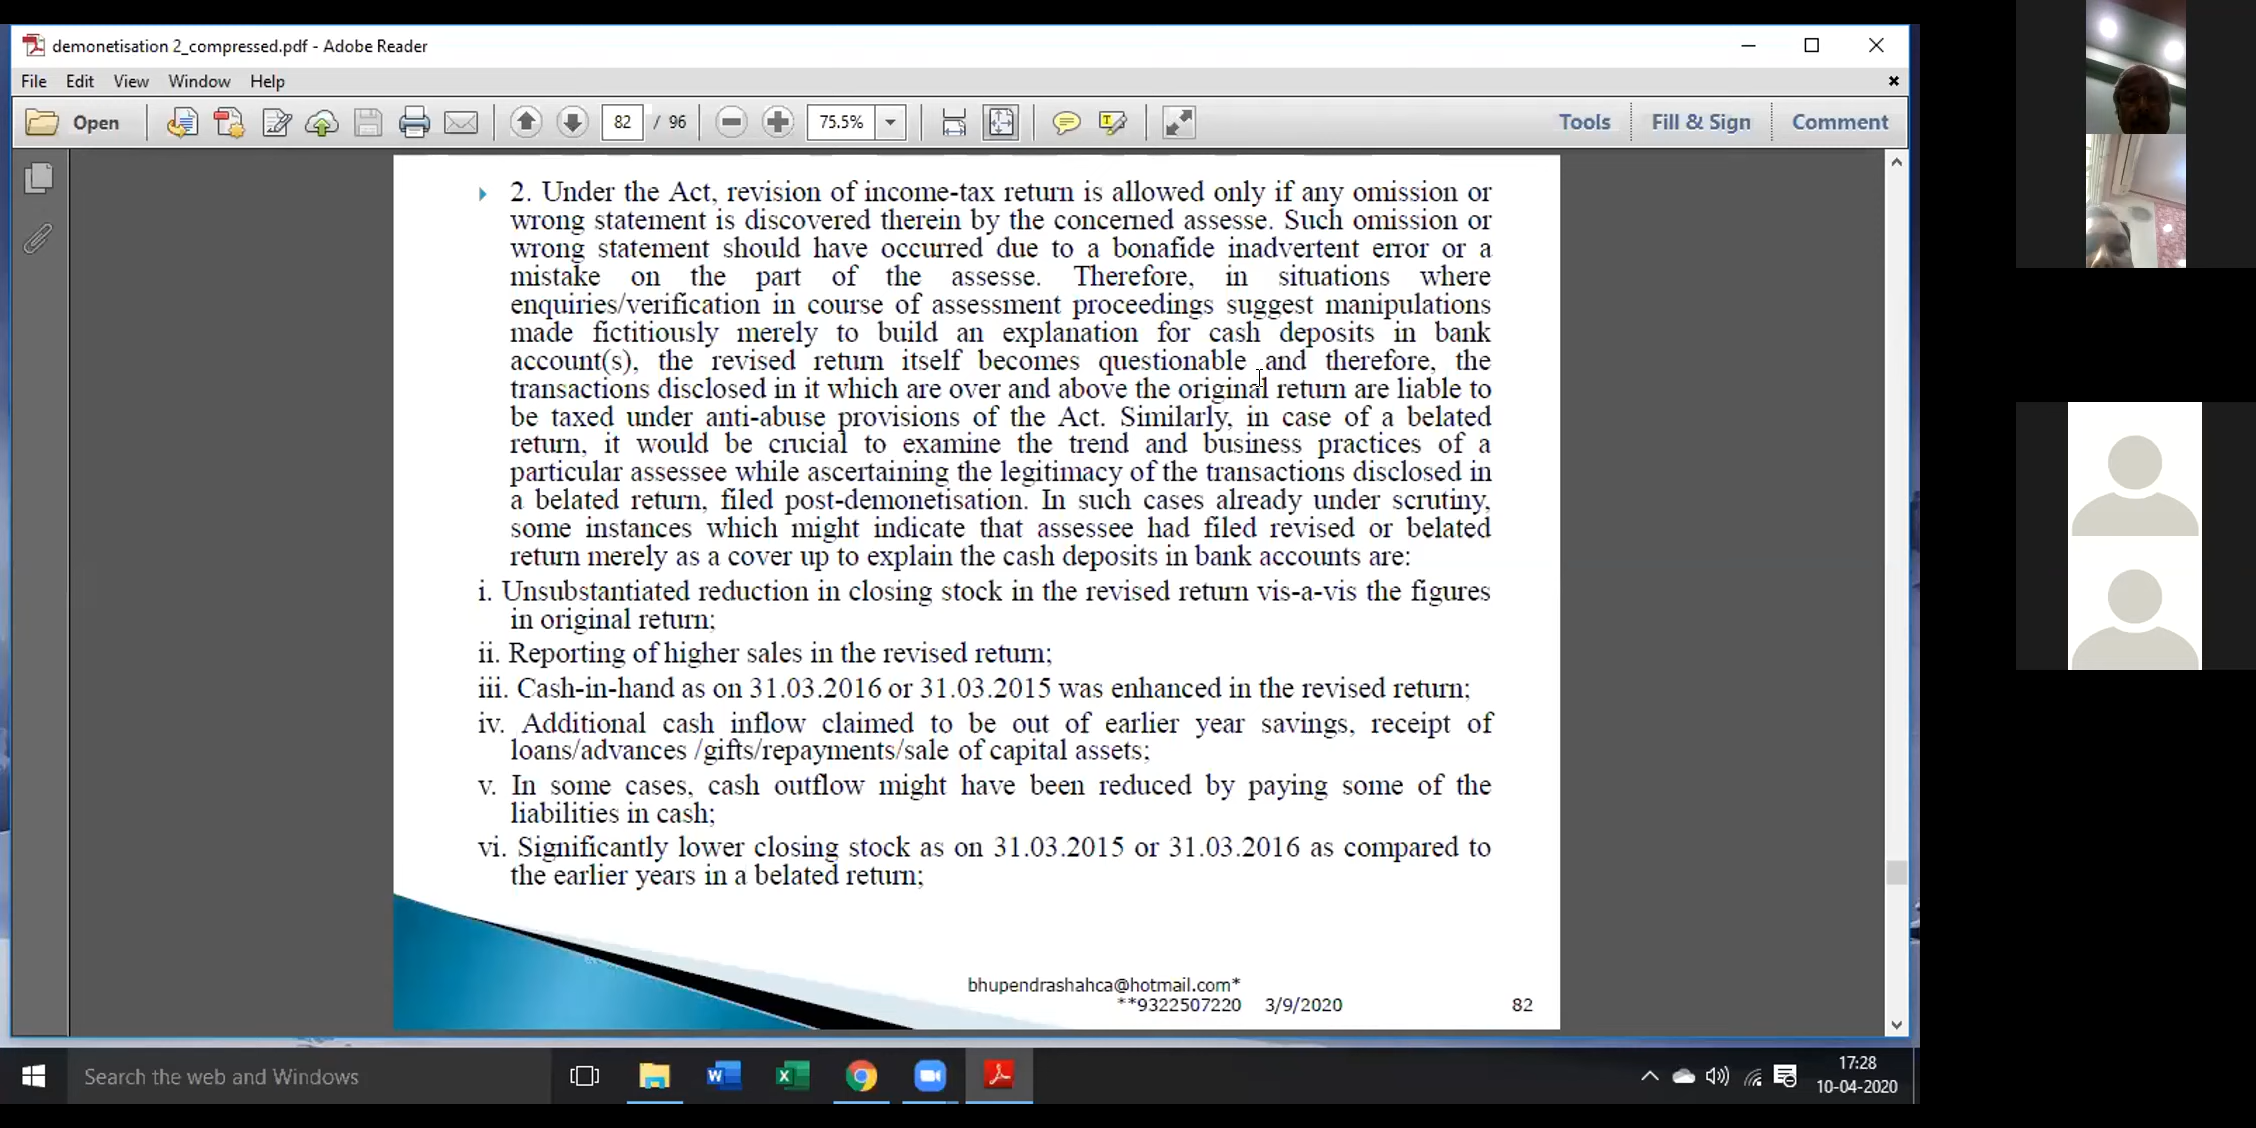 demonetisation 2_compressed.pdf - Adobe Reader
File Edit View Window Help
Open 82 / 96 75.5% Tools Fill & Sign Comment
2. Under the Act, revision of income-tax return is allowed only if any omission or
wrong statement is discovered therein by the concerned assesse. Such omission or
wrong statement should have occurred due to a bonafide inadvertent error or a
mistake on the part of the assesse. Therefore, in situations where
enquiries/verification in course of assessment proceedings suggest manipulations
made fictitiously merely to build an explanation for cash deposits in bank
account(s), the revised return itself becomes questionable and therefore, the
transactions disclosed in it which are over and above the original return are liable to
be taxed under anti-abuse provisions of the Act. Similarly, in case of a belated
return, it would be crucial to examine the trend and business practices of a
particular assessee while ascertaining the legitimacy of the transactions disclosed in
a belated return, filed post-demonetisation. In such cases already under scrutiny,
some instances which might indicate that assessee had filed revised or belated
return merely as a cover up to explain the cash deposits in bank accounts are:
i. Unsubstantiated reduction in closing stock in the revised return vis-a-vis the figures
in original return;
ii. Reporting of higher sales in the revised return;
iii. Cash-in-hand as on 31.03.2016 or 31.03.2015 was enhanced in the revised return;
iv. Additional cash inflow claimed to be out of earlier year savings, receipt of
loans/advances /gifts/repayments/sale of capital assets;
v. In some cases, cash outflow might have been reduced by paying some of the
liabilities in cash;
vi. Significantly lower closing stock as on 31.03.2015 or 31.03.2016 as compared to
the earlier years in a belated return;
bhupendrashahca@hotmail.com*
**9322507220 3/9/2020 82
Search the web and Windows
17:28
10-04-2020